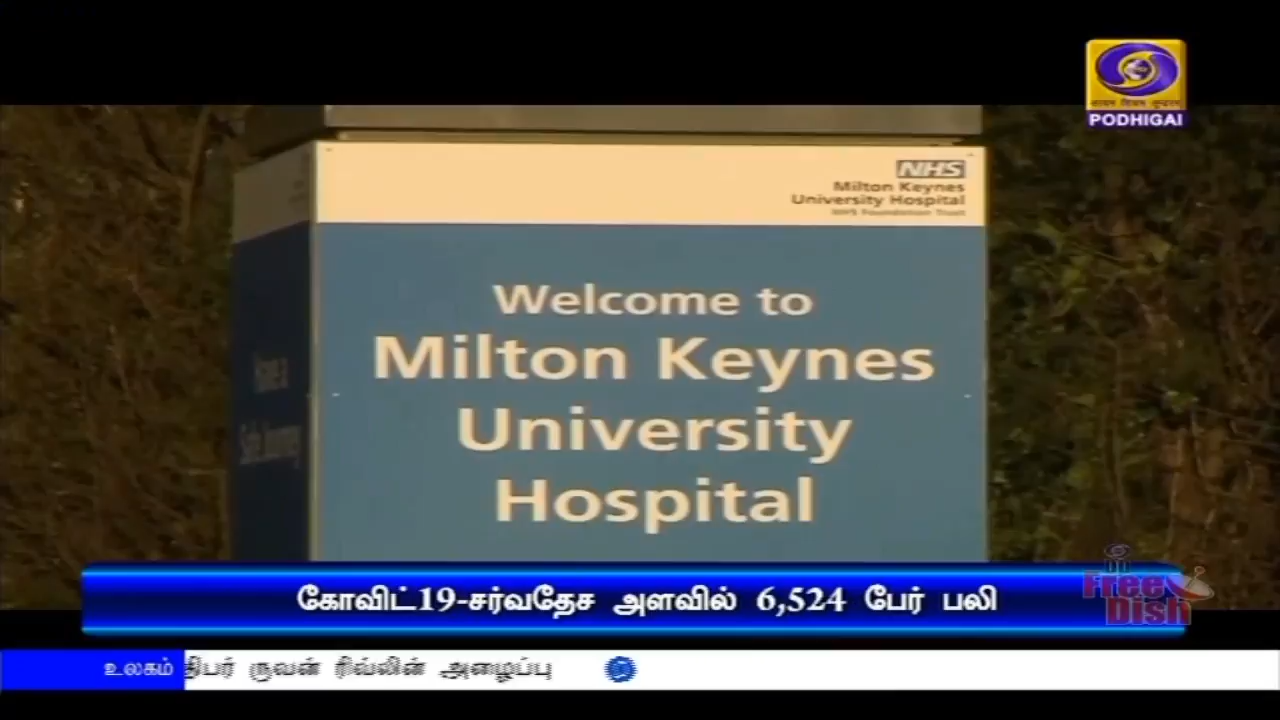 PODHIGAI
NHS
Milton Keynes
University Hospital
NHS Foundation Trust
Welcome to
Milton Keynes
University
Hospital
கோவிட்19-சர்வதேச அளவில் 6,524 பேர் பலி
Free
Dish
உலகம்
திபர் ருவன் ரிவ்லின் அழைப்பு